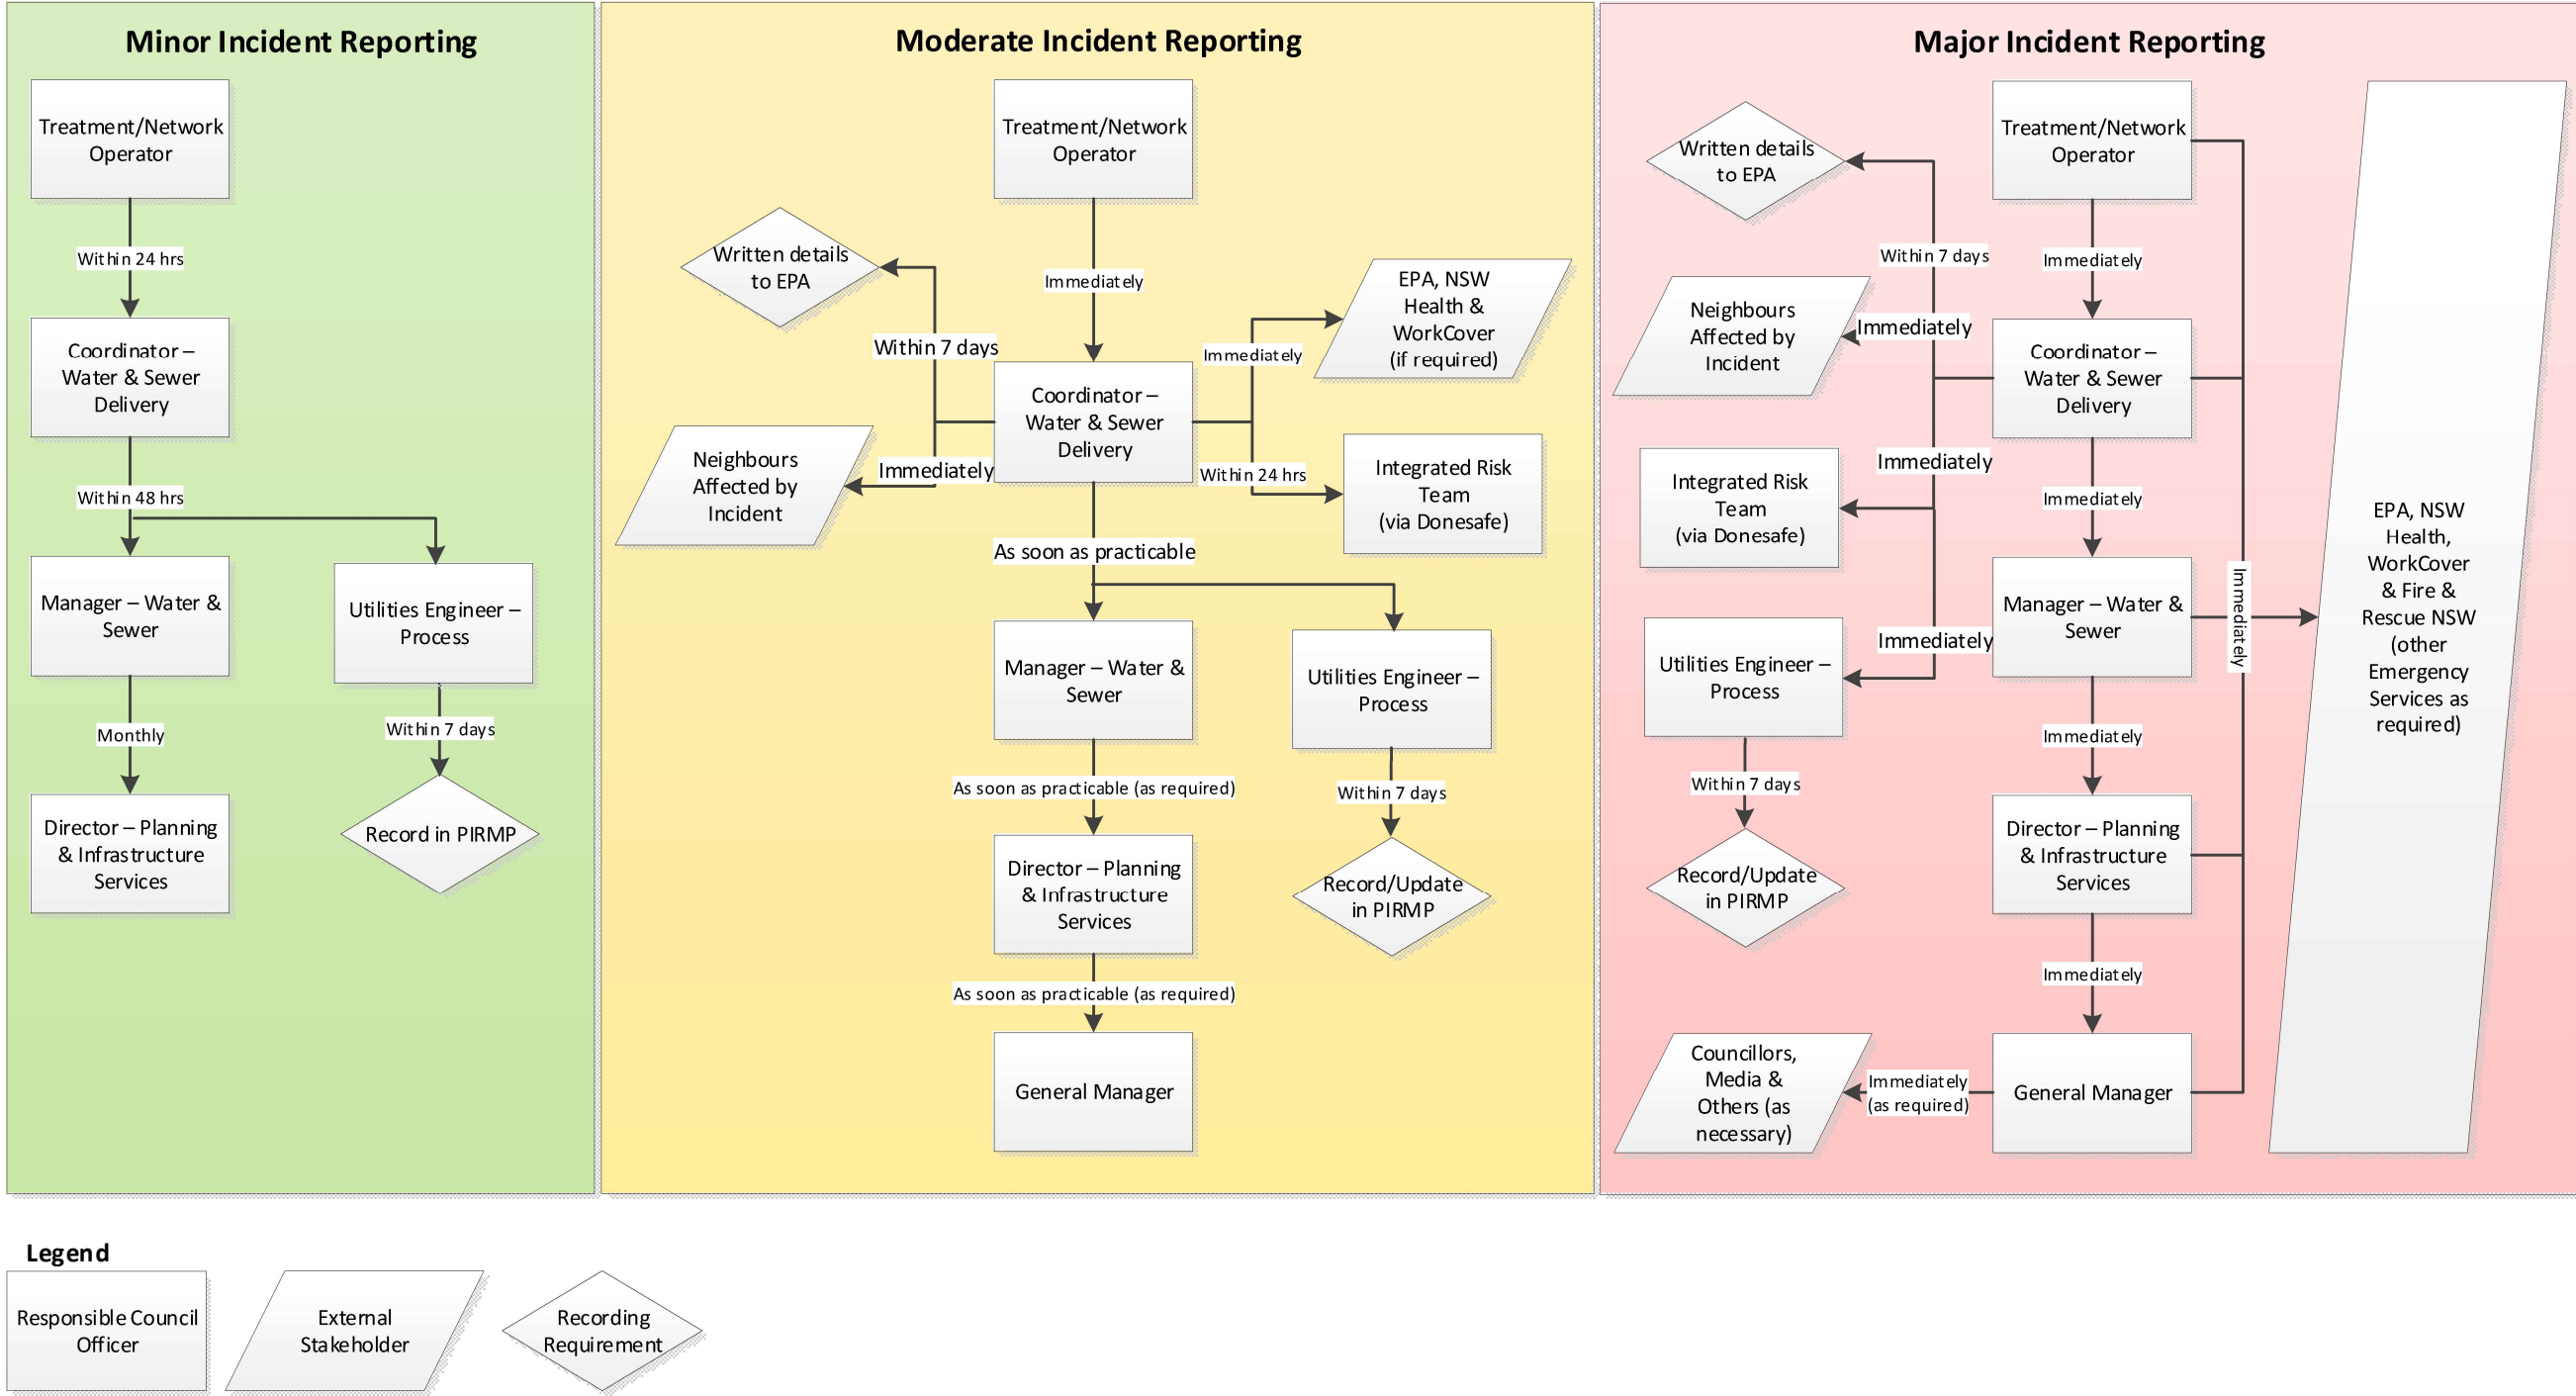 Minor Incident Reporting
Treatment/Network
Operator
Within 24 hrs
Coordinator –
Water & Sewer
Delivery
Within 48 hrs
Manager – Water &
Sewer
Utilities Engineer –
Process
Monthly
Within 7 days
Director – Planning
& Infrastructure
Services
Record in PIRMP
Moderate Incident Reporting
Treatment/Network
Operator
Immediately
Written details
to EPA
Within 7 days
EPA, NSW
Health &
WorkCover
(if required)
Immediately
Coordinator –
Water & Sewer
Delivery
Neighbours
Affected by
Incident
Immediately
Within 24 hrs
Integrated Risk
Team
(via Donesafe)
As soon as practicable
Manager – Water &
Sewer
Utilities Engineer –
Process
As soon as practicable (as required)
Within 7 days
Director – Planning
& Infrastructure
Services
Record/Update
in PIRMP
As soon as practicable (as required)
General Manager
Major Incident Reporting
Treatment/Network
Operator
Written details
to EPA
Within 7 days
Immediately
Neighbours
Affected by
Incident
Immediately
Coordinator –
Water & Sewer
Delivery
Immediately
Integrated Risk
Team
(via Donesafe)
Immediately
Manager – Water &
Sewer
Immediately
EPA, NSW
Health,
WorkCover
& Fire &
Rescue NSW
(other
Emergency
Services as
required)
Immediately
Utilities Engineer –
Process
Immediately
Within 7 days
Director – Planning
& Infrastructure
Services
Record/Update
in PIRMP
Immediately
Councillors,
Media &
Others (as
necessary)
Immediately
(as required)
General Manager
Legend
Responsible Council
Officer
External
Stakeholder
Recording
Requirement